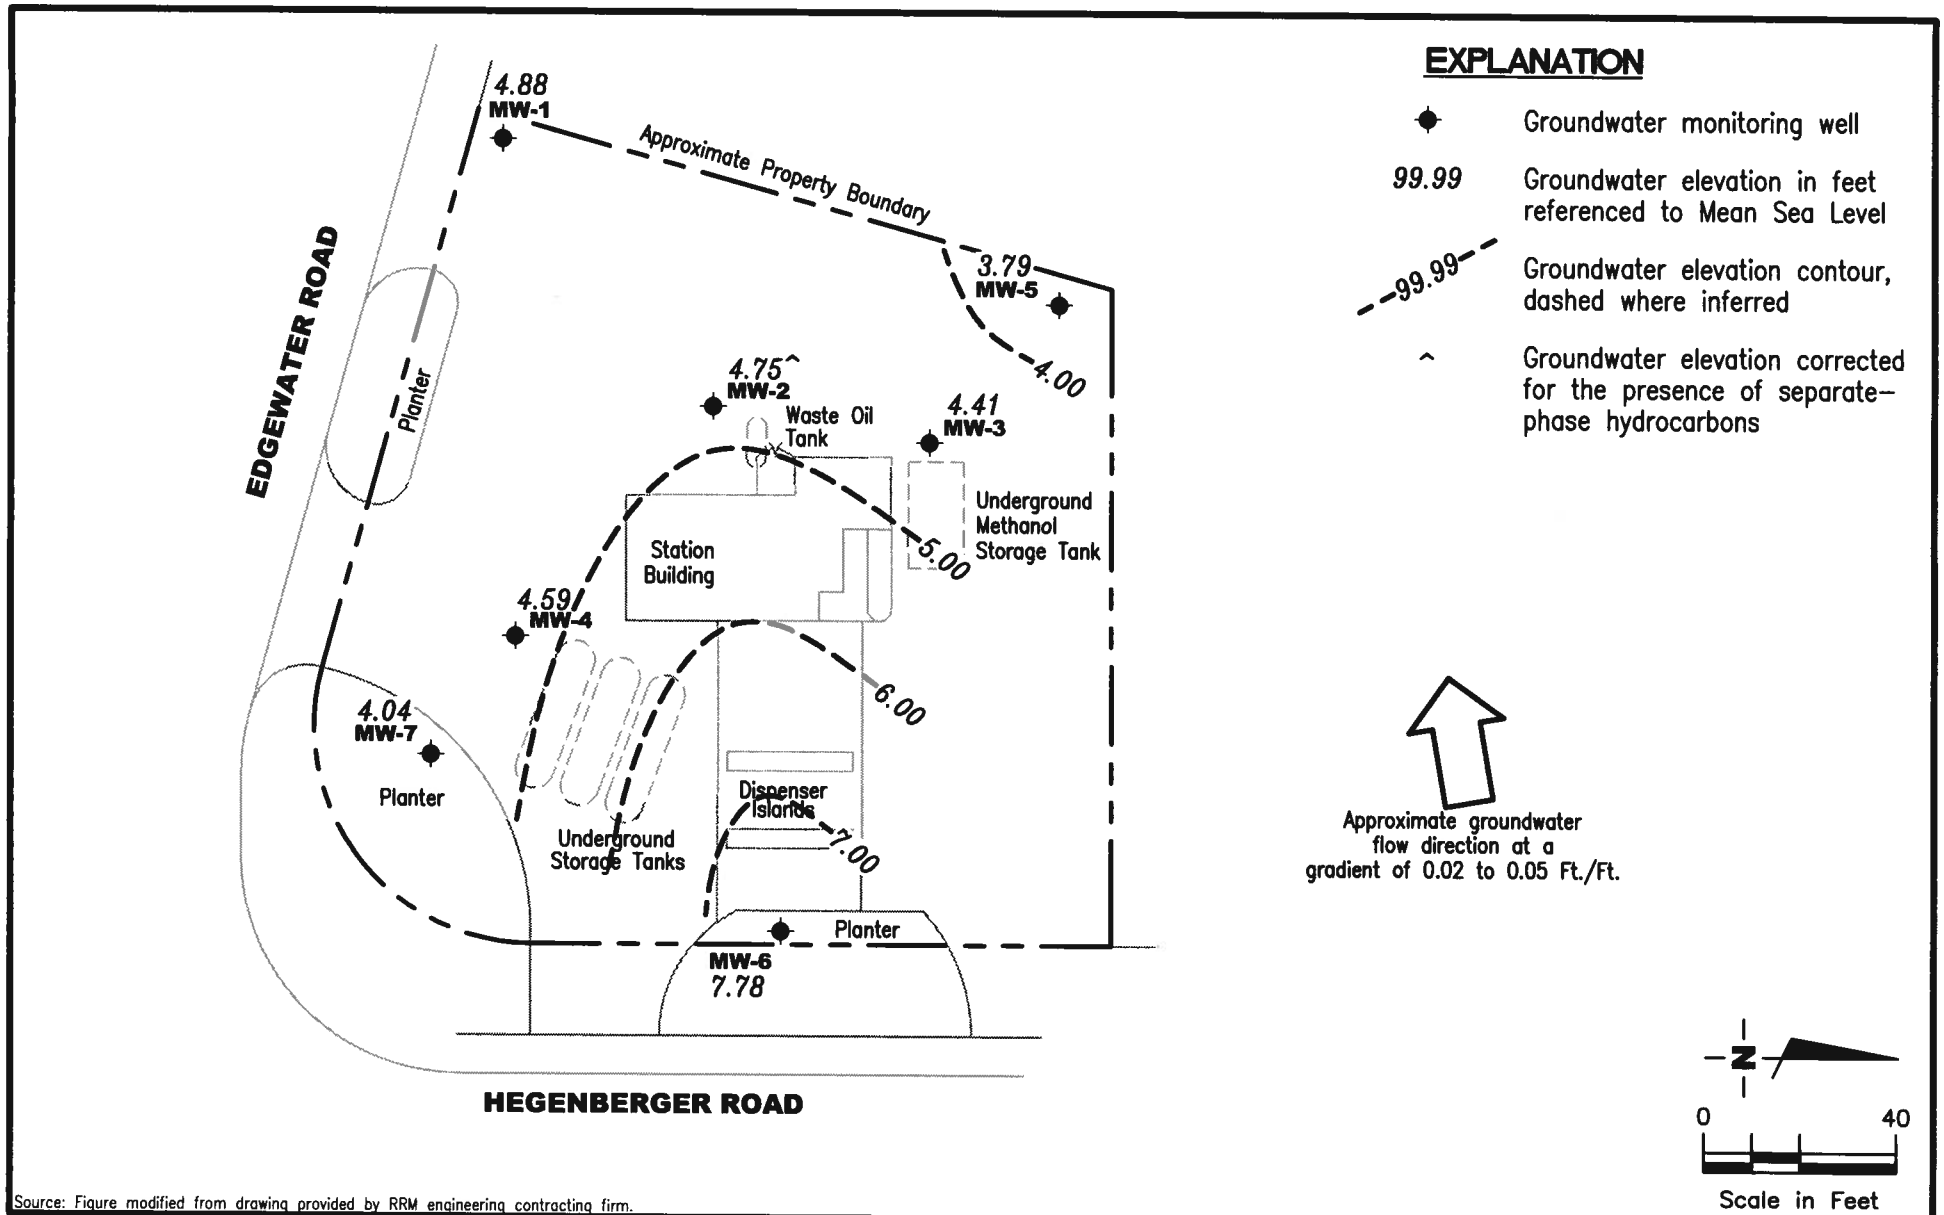 EXPLANATION
Groundwater monitoring well
99.99
Groundwater elevation in feet
referenced to Mean Sea Level
99.99
Groundwater elevation contour,
dashed where inferred
^
Groundwater elevation corrected
for the presence of separate-
phase hydrocarbons
4.88
MW-1
Approximate Property Boundary
3.79
MW-5
4.00
EDGEWATER ROAD
Planter
4.75^
MW-2
Waste Oil
Tank
4.41
MW-3
Underground
Methanol
Storage Tank
5.00
Station
Building
4.59
MW-4
6.00
4.04
MW-7
Planter
Dispenser
Islands
7.00
Underground
Storage Tanks
Planter
MW-6
7.78
HEGENBERGER ROAD
Approximate groundwater
flow direction at a
gradient of 0.02 to 0.05 Ft./Ft.
N
0 40
Scale in Feet
Source: Figure modified from drawing provided by RRM engineering contracting firm.